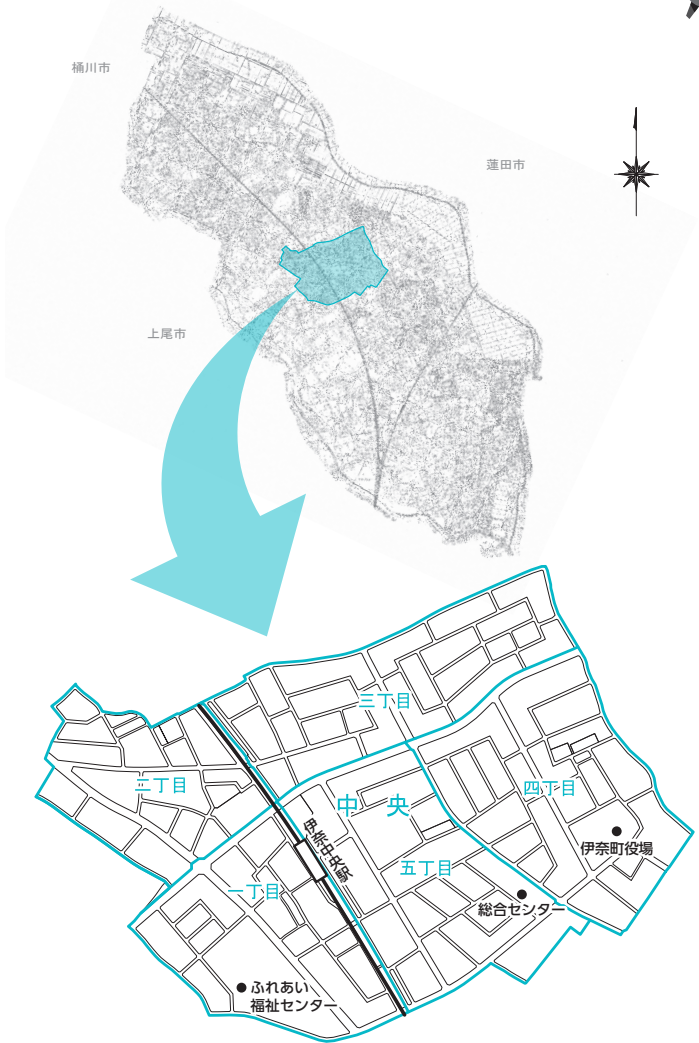 桶川市
蓮田市
上尾市
三丁目
二丁目
中央
四丁目
伊奈中央駅
伊奈町役場
五丁目
一丁目
総合センター
ふれあい
福祉センター